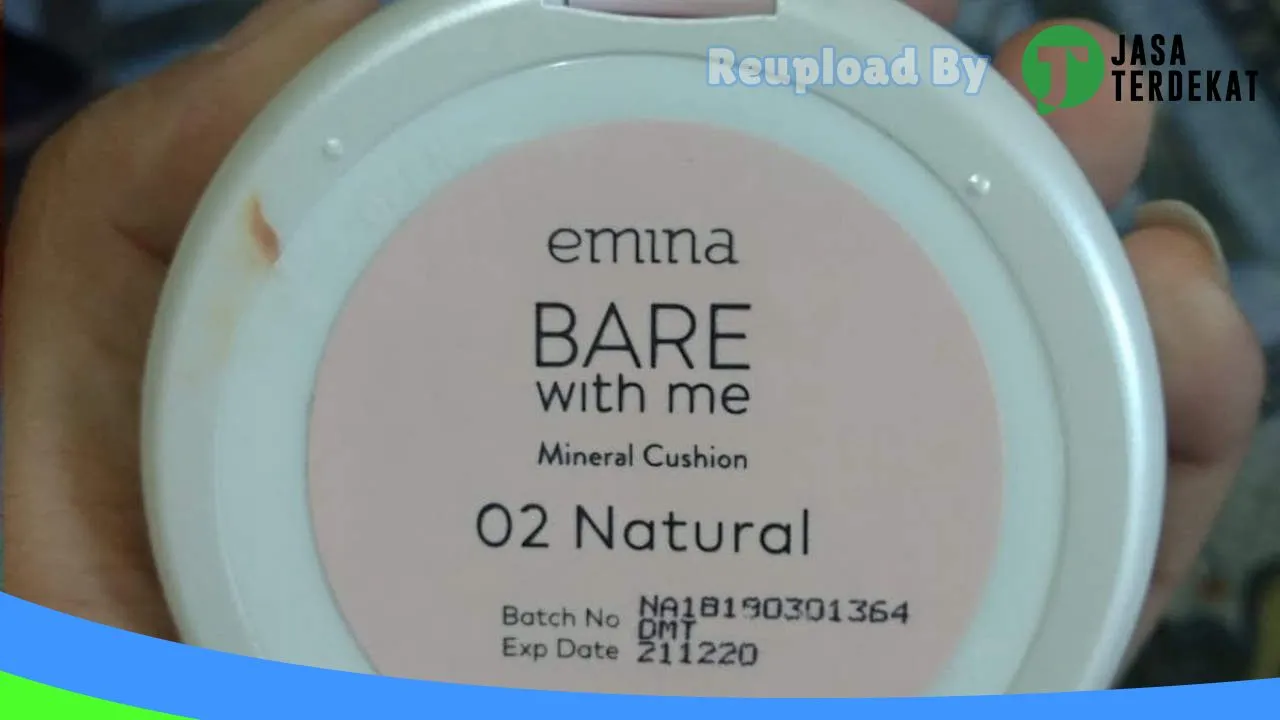 Reupload By
JASA
TERDEKAT
emina
BARE
with me
Mineral Cushion
02 Natural
Batch No NA18190301364
DMT
Exp Date 211220